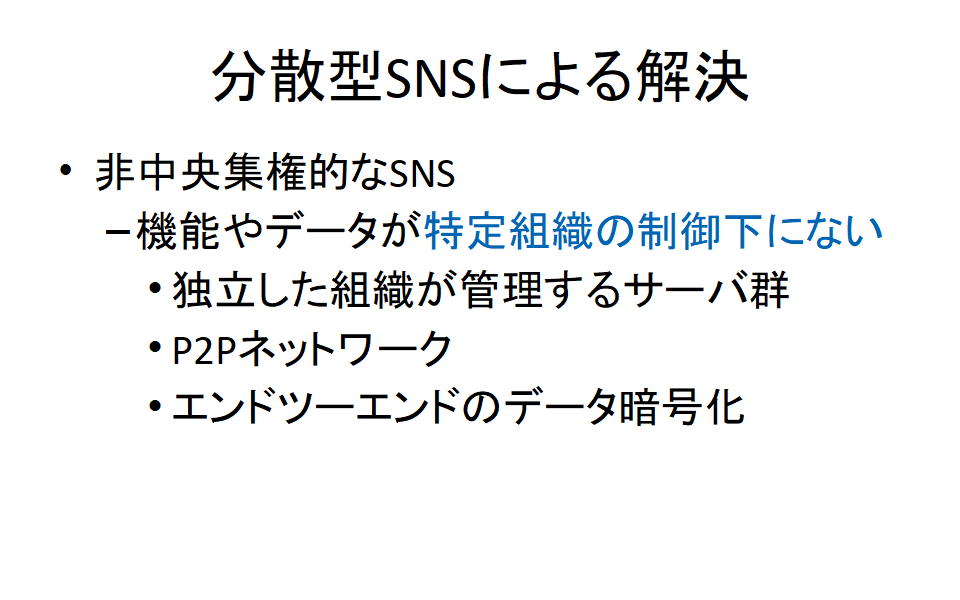 分散型SNSによる解決
• 非中央集権的なSNS
–機能やデータが特定組織の制御下にない
•独立した組織が管理するサーバ群
•P2Pネットワーク
•エンドツーエンドのデータ暗号化